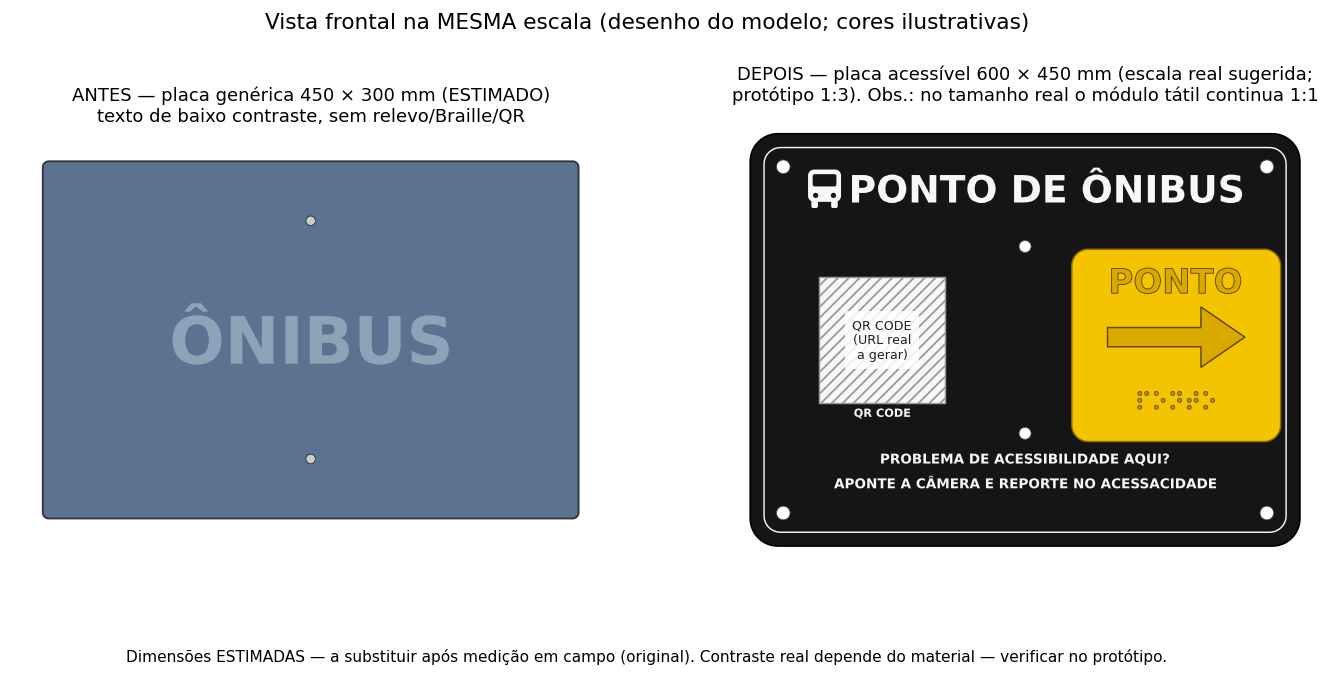 Vista frontal na MESMA escala (desenho do modelo; cores ilustrativas)
ANTES — placa genérica 450 × 300 mm (ESTIMADO)
texto de baixo contraste, sem relevo/Braille/QR
ÔNIBUS
DEPOIS — placa acessível 600 × 450 mm (escala real sugerida;
protótipo 1:3). Obs.: no tamanho real o módulo tátil continua 1:1
PONTO DE ÔNIBUS
QR CODE
(URL real
a gerar)
QR CODE
PONTO
PROBLEMA DE ACESSIBILIDADE AQUI?
APONTE A CÂMERA E REPORTE NO ACESSACIDADE
Dimensões ESTIMADAS — a substituir após medição em campo (original). Contraste real depende do material — verificar no protótipo.